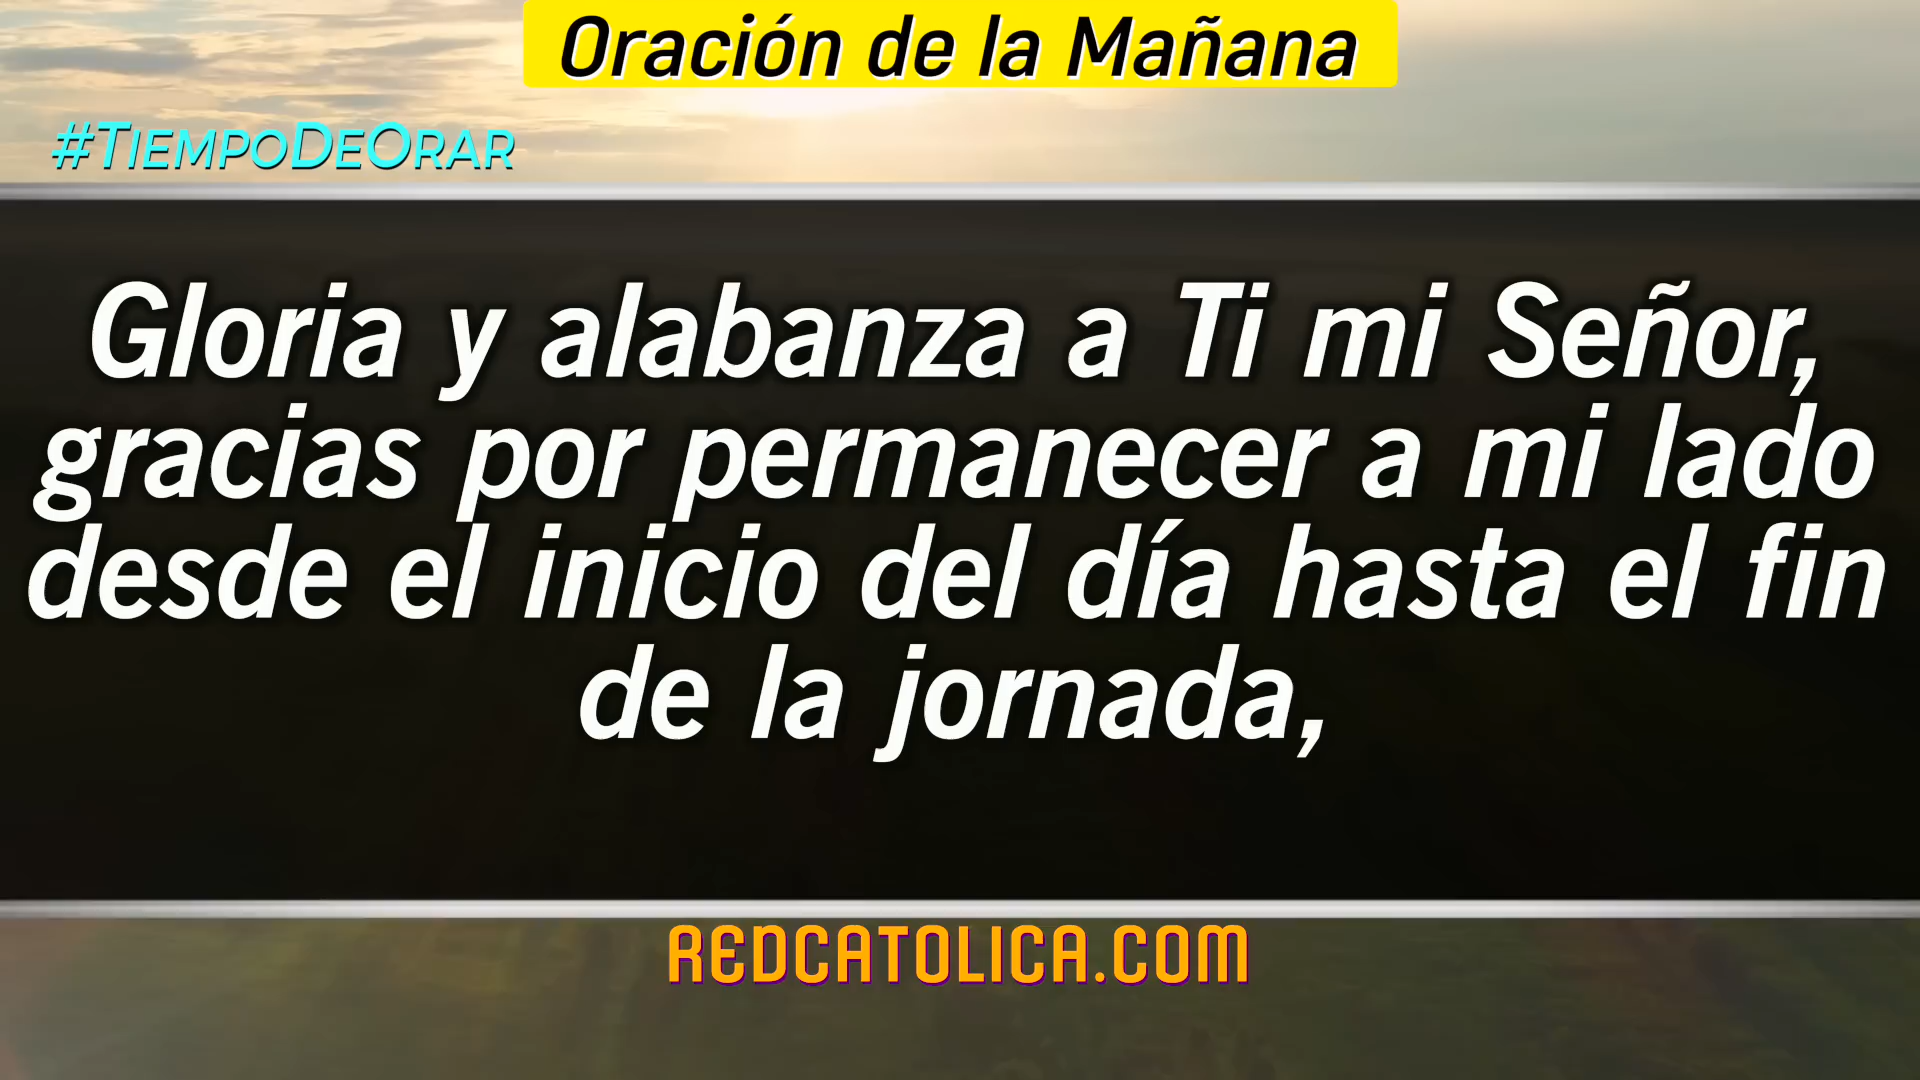 Oración de la Mañana
#TiempoDeOrar
Gloria y alabanza a Ti mi Señor,
gracias por permanecer a mi lado
desde el inicio del día hasta el fin
de la jornada,
REDCATOLICA.COM